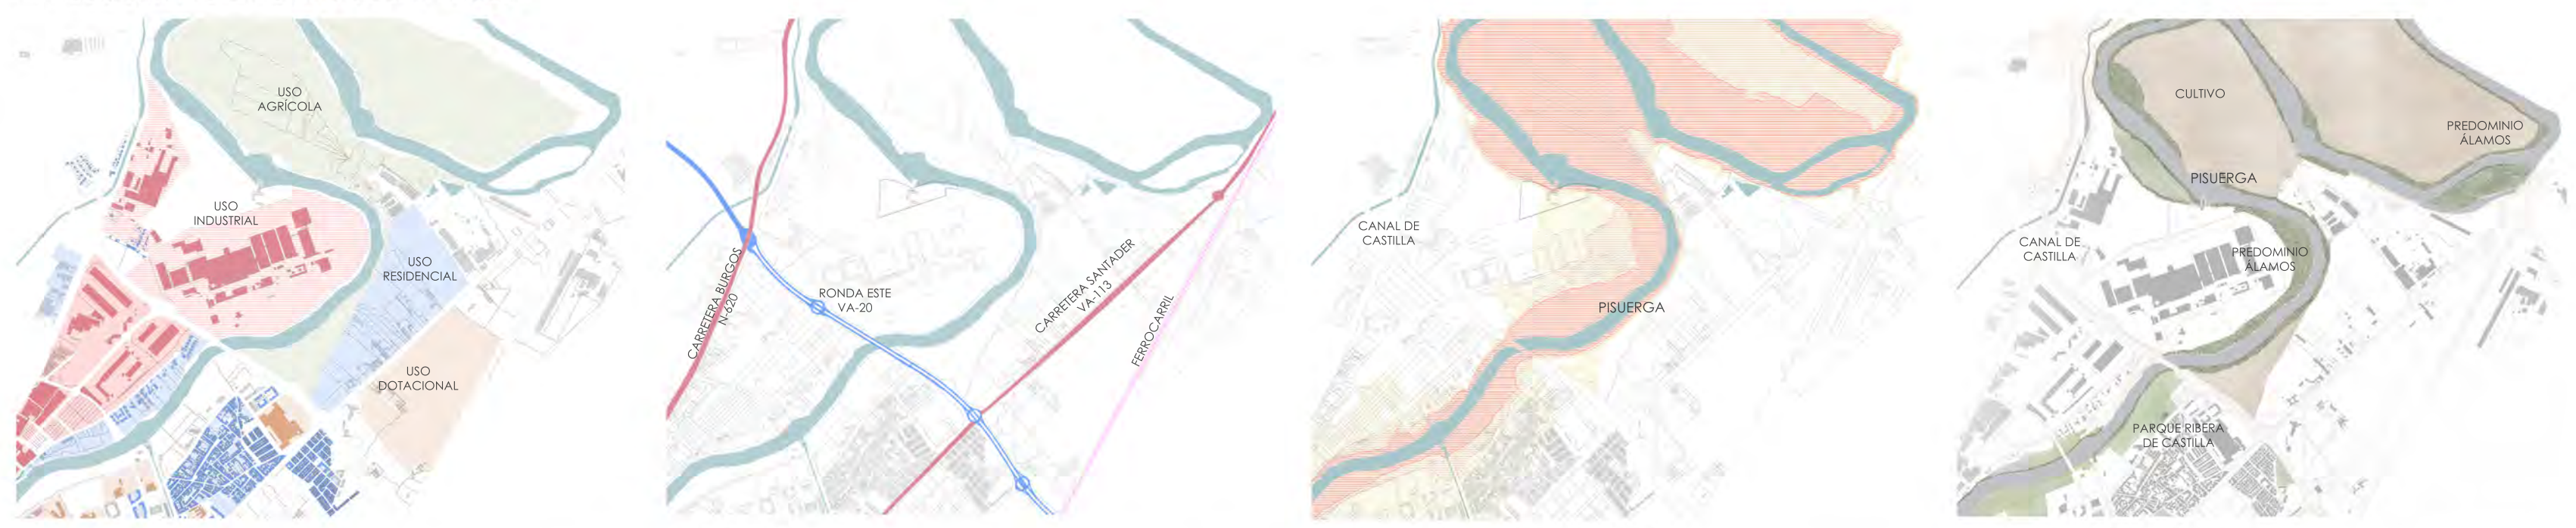 USO
AGRÍCOLA
USO
INDUSTRIAL
USO
RESIDENCIAL
USO
DOTACIONAL
CARRETERA BURGOS
N-620
RONDA ESTE
VA-20
CARRETERA SANTADER
VA-113
FERROCARRIL
CANAL DE
CASTILLA
PISUERGA
CULTIVO
PREDOMINIO
ÁLAMOS
PISUERGA
CANAL DE
CASTILLA
PREDOMINIO
ÁLAMOS
PARQUE RIBERA
DE CASTILLA